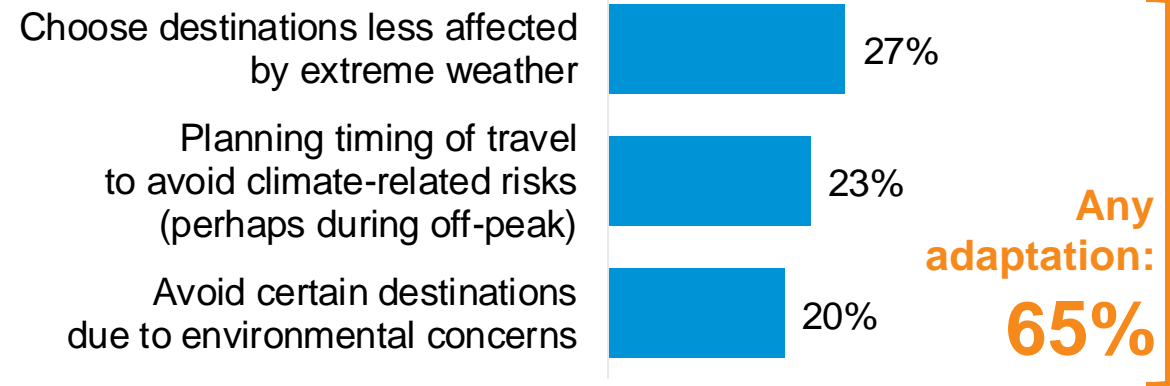 Choose destinations less affected
by extreme weather
27%
Planning timing of travel
to avoid climate-related risks
(perhaps during off-peak)
23%
Avoid certain destinations
due to environmental concerns
20%
Any
adaptation:
65%